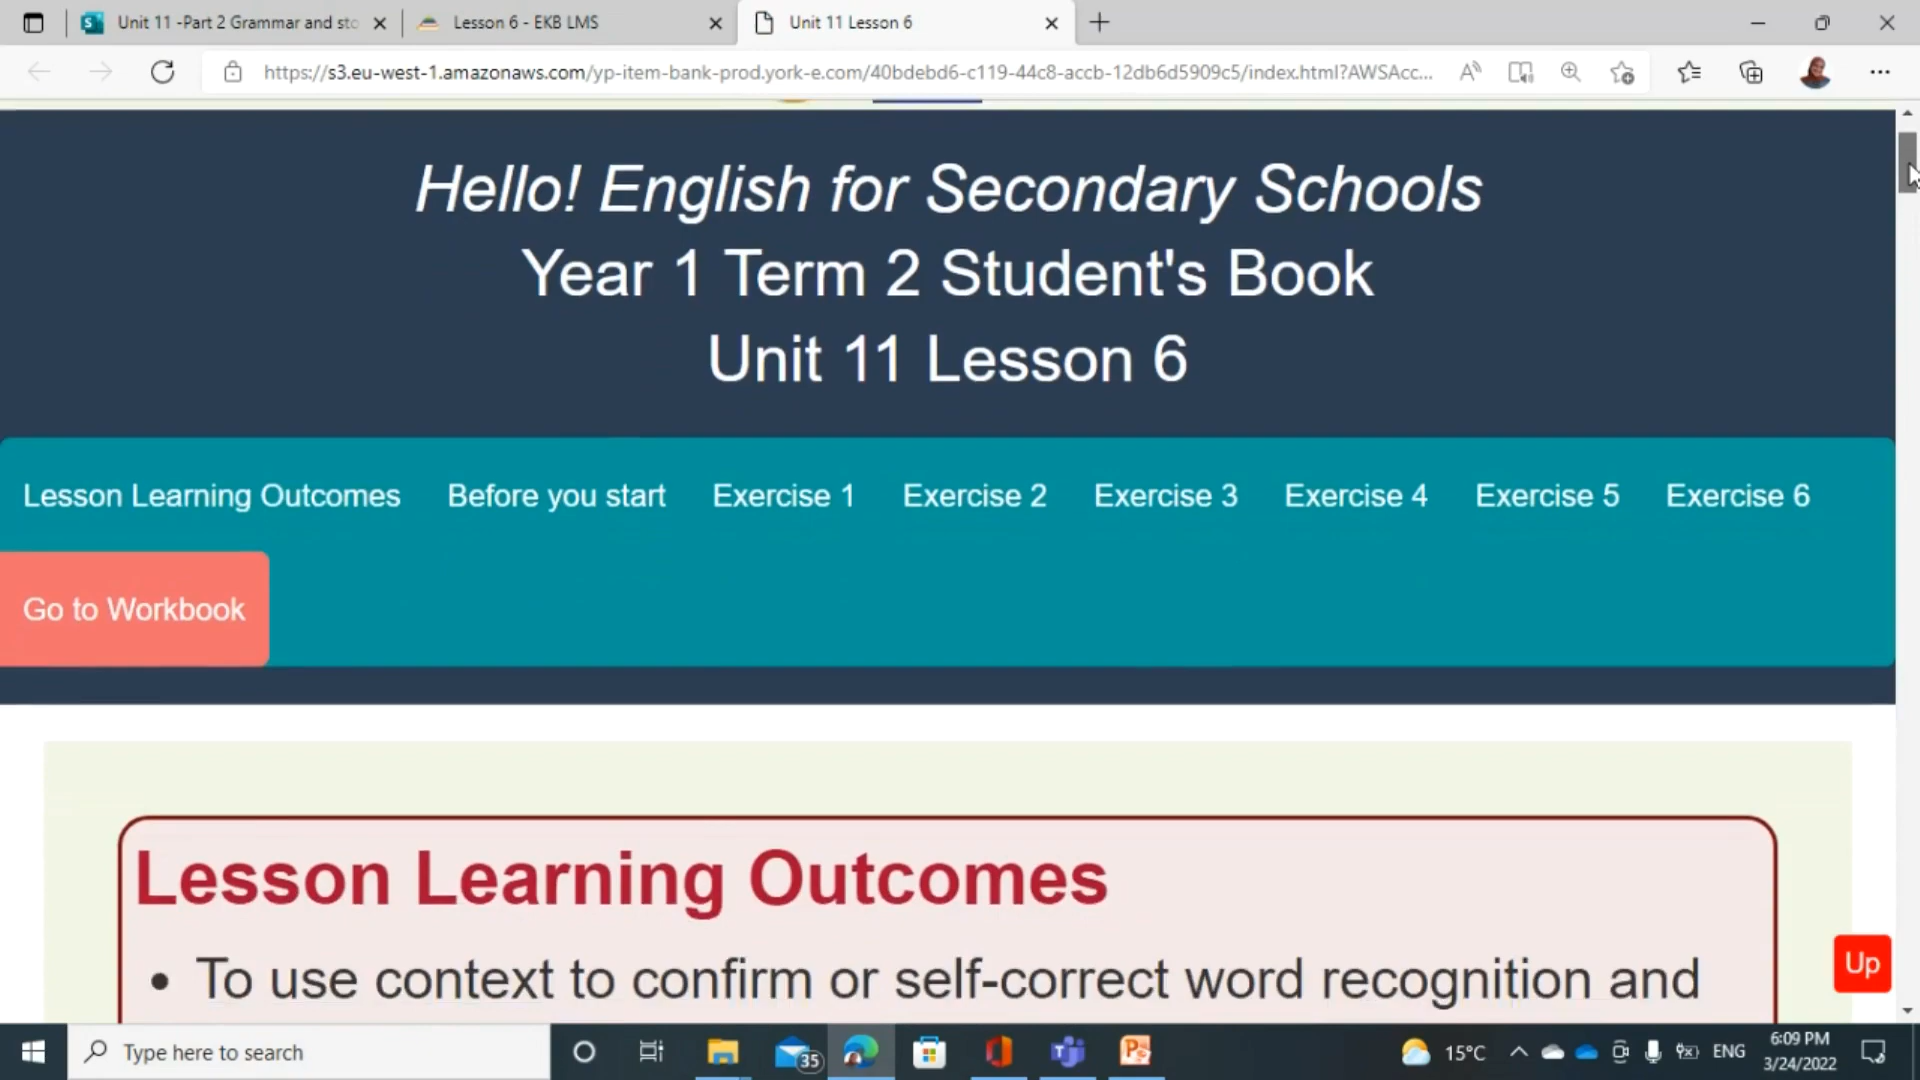 Unit 11 -Part 2 Grammar and sto
Lesson 6 - EKB LMS
Unit 11 Lesson 6
https://s3.eu-west-1.amazonaws.com/yp-item-bank-prod.york-e.com/40bdebd6-c119-44c8-accb-12db6d5909c5/index.html?AWSAcc...
Hello! English for Secondary Schools
Year 1 Term 2 Student's Book
Unit 11 Lesson 6
Lesson Learning Outcomes Before you start Exercise 1 Exercise 2 Exercise 3 Exercise 4 Exercise 5 Exercise 6
Go to Workbook
Lesson Learning Outcomes
• To use context to confirm or self-correct word recognition and
Up
Type here to search
35
15°C
ENG
6:09 PM
3/24/2022